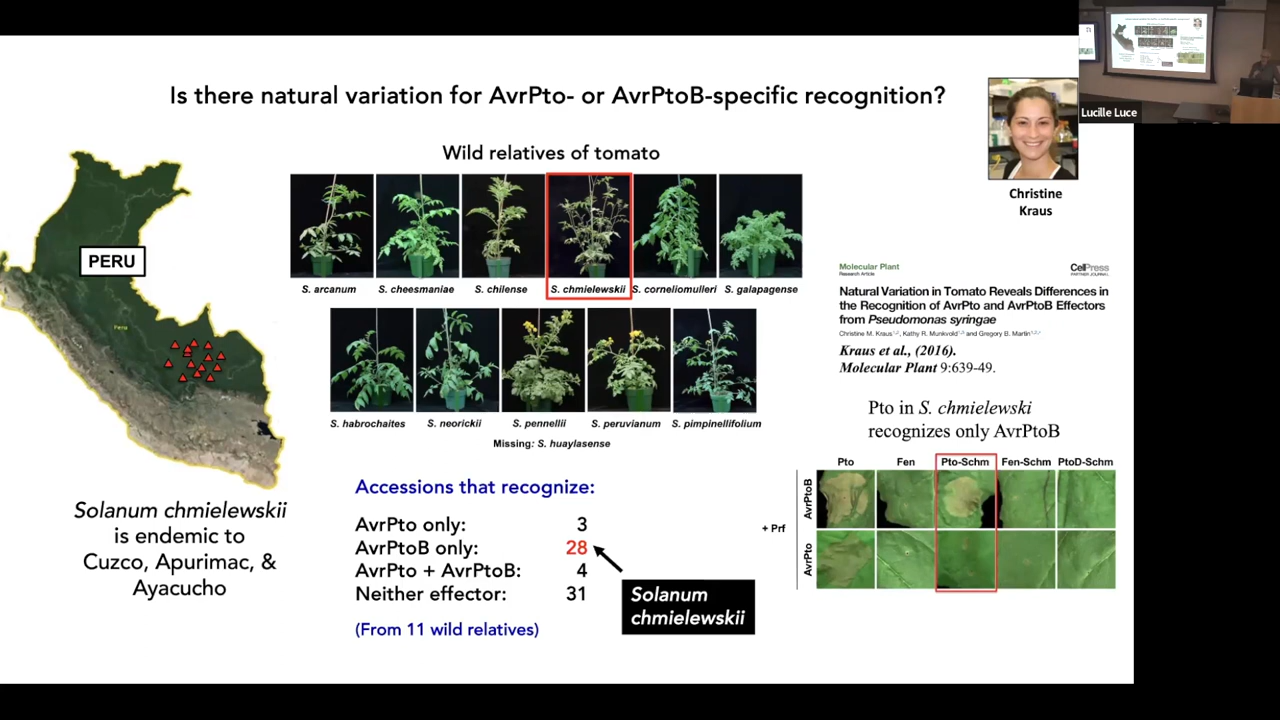 Is there natural variation for AvrPto- or AvrPtoB-specific recognition?
Lucille Luce
Christine
Kraus
Wild relatives of tomato
PERU
Peru
S. arcanum
S. cheesmaniae
S. chilense
S. chmielewskii
S. corneliomulleri
S. galapagense
S. habrochaites
S. neorickii
S. pennellii
S. peruvianum
S. pimpinellifolium
Missing: S. huaylasense
Solanum chmielewskii
is endemic to
Cuzco, Apurimac, &
Ayacucho
Accessions that recognize:
AvrPto only: 3
AvrPtoB only: 28
AvrPto + AvrPtoB: 4
Neither effector: 31
(From 11 wild relatives)
Solanum
chmielewskii
Molecular Plant
Research Article
CelPress
PARTNER JOURNAL
Natural Variation in Tomato Reveals Differences in
the Recognition of AvrPto and AvrPtoB Effectors
from Pseudomonas syringae
Christine M. Kraus, Kathy R. Munkvold and Gregory B. Martin
Kraus et al., (2016).
Molecular Plant 9:639-49.
Pto in S. chmielewski
recognizes only AvrPtoB
Pto
Fen
Pto-Schm
Fen-Schm
PtoD-Schm
+ Prf
AvrPtoB
AvrPto